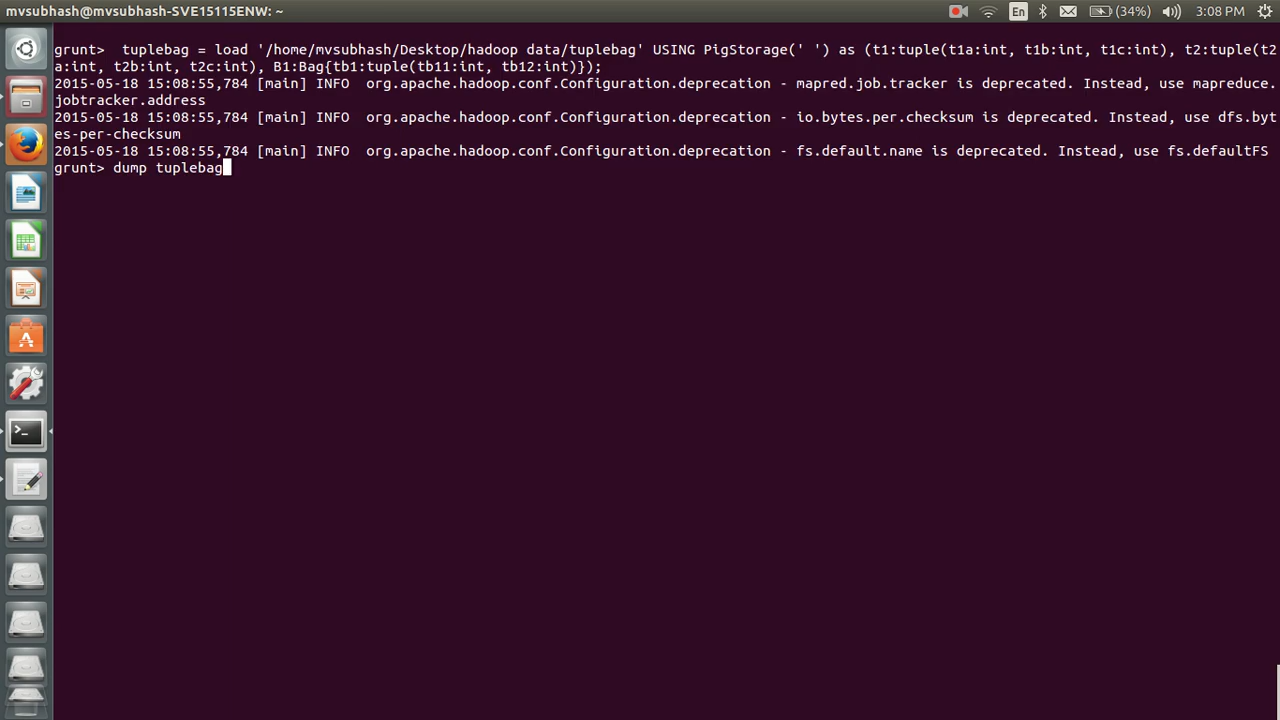 mvsubhash@mvsubhash-SVE15115ENW: ~
En
(34%)
3:08 PM
grunt>  tuplebag = load '/home/mvsubhash/Desktop/hadoop data/tuplebag' USING PigStorage(' ') as (t1:tuple(t1a:int, t1b:int, t1c:int), t2:tuple(t2
a:int, t2b:int, t2c:int), B1:Bag{tb1:tuple(tb11:int, tb12:int)});
2015-05-18 15:08:55,784 [main] INFO  org.apache.hadoop.conf.Configuration.deprecation - mapred.job.tracker is deprecated. Instead, use mapreduce.
jobtracker.address
2015-05-18 15:08:55,784 [main] INFO  org.apache.hadoop.conf.Configuration.deprecation - io.bytes.per.checksum is deprecated. Instead, use dfs.byt
es-per-checksum
2015-05-18 15:08:55,784 [main] INFO  org.apache.hadoop.conf.Configuration.deprecation - fs.default.name is deprecated. Instead, use fs.defaultFS
grunt> dump tuplebag